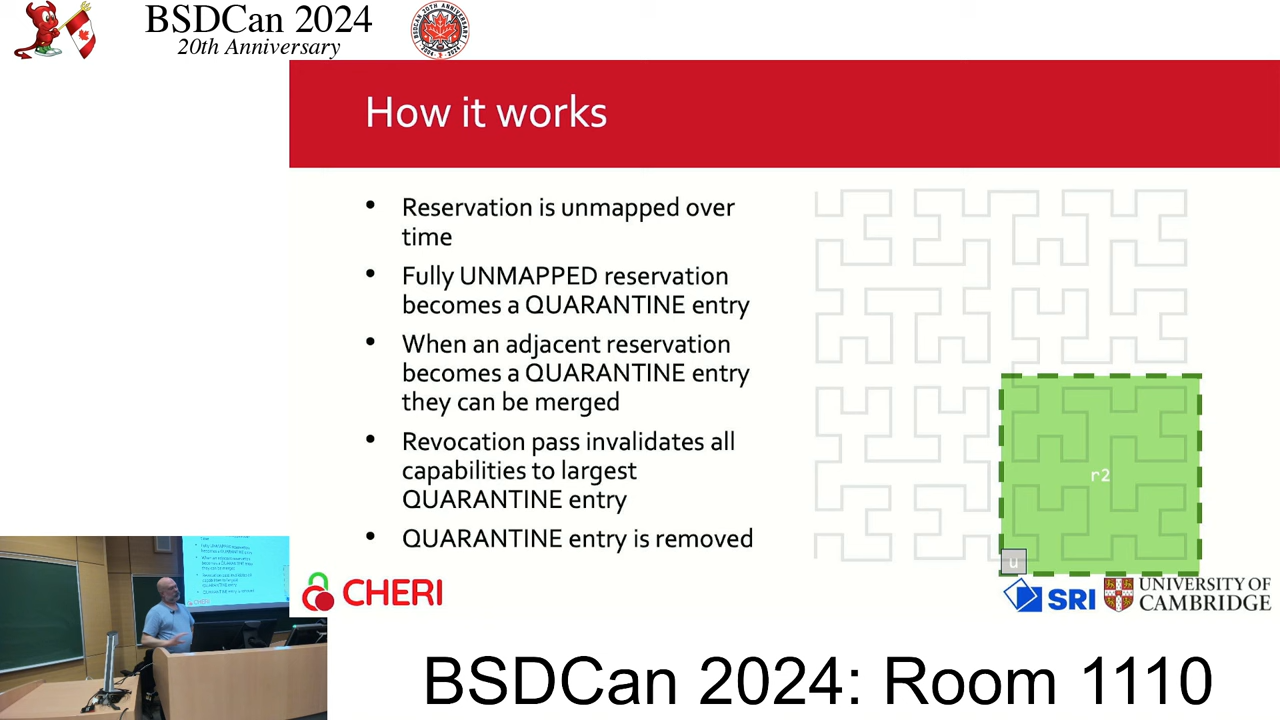 BSDCan 2024
20th Anniversary
How it works
• Reservation is unmapped over
time
• Fully UNMAPPED reservation
becomes a QUARANTINE entry
• When an adjacent reservation
becomes a QUARANTINE entry
they can be merged
• Revocation pass invalidates all
capabilities to largest
QUARANTINE entry
• QUARANTINE entry is removed
r2
u
CHERI
SRI
UNIVERSITY OF
CAMBRIDGE
BSDCan 2024: Room 1110